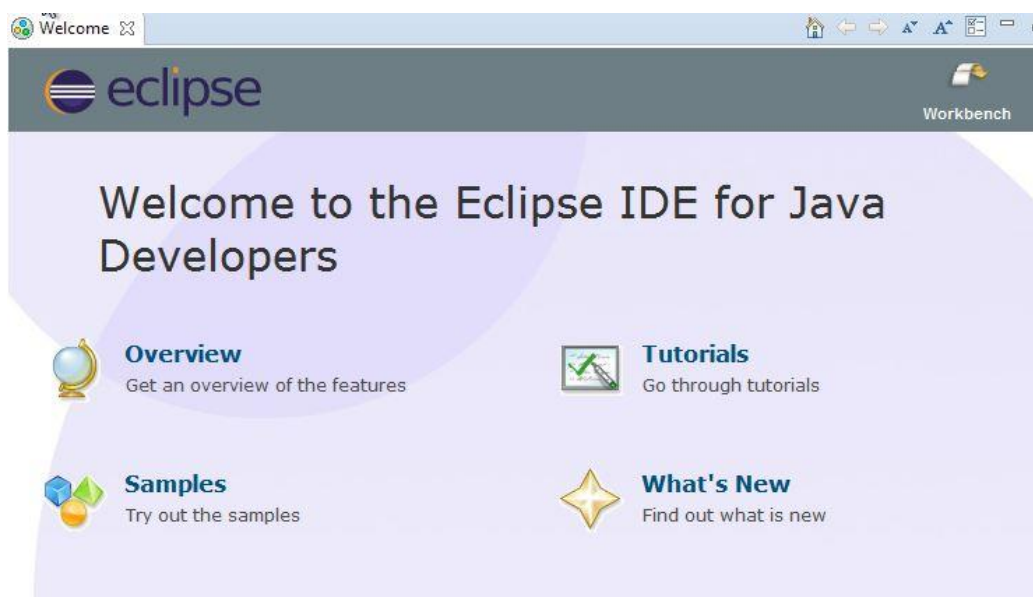 Welcome
eclipse
Workbench
Welcome to the Eclipse IDE for Java
Developers
Overview
Get an overview of the features
Tutorials
Go through tutorials
Samples
Try out the samples
What's New
Find out what is new